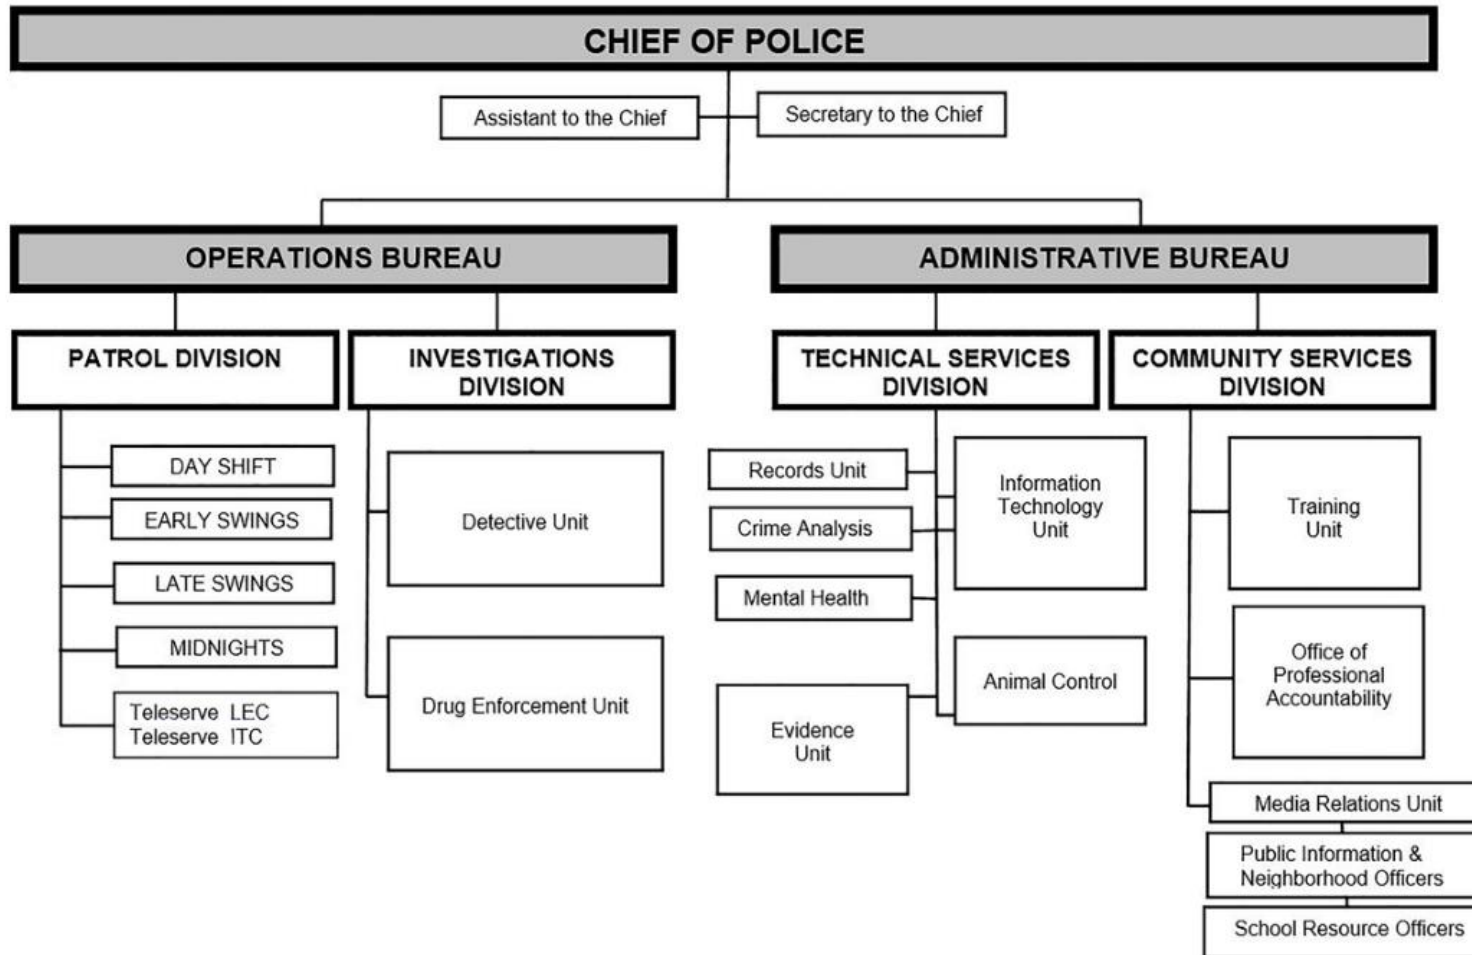 CHIEF OF POLICE
Assistant to the Chief
Secretary to the Chief
OPERATIONS BUREAU
ADMINISTRATIVE BUREAU
PATROL DIVISION
INVESTIGATIONS
DIVISION
TECHNICAL SERVICES
DIVISION
COMMUNITY SERVICES
DIVISION
DAY SHIFT
EARLY SWINGS
LATE SWINGS
MIDNIGHTS
Teleserve LEC
Teleserve ITC
Detective Unit
Drug Enforcement Unit
Records Unit
Crime Analysis
Mental Health
Evidence
Unit
Information
Technology
Unit
Animal Control
Training
Unit
Office of
Professional
Accountability
Media Relations Unit
Public Information &
Neighborhood Officers
School Resource Officers